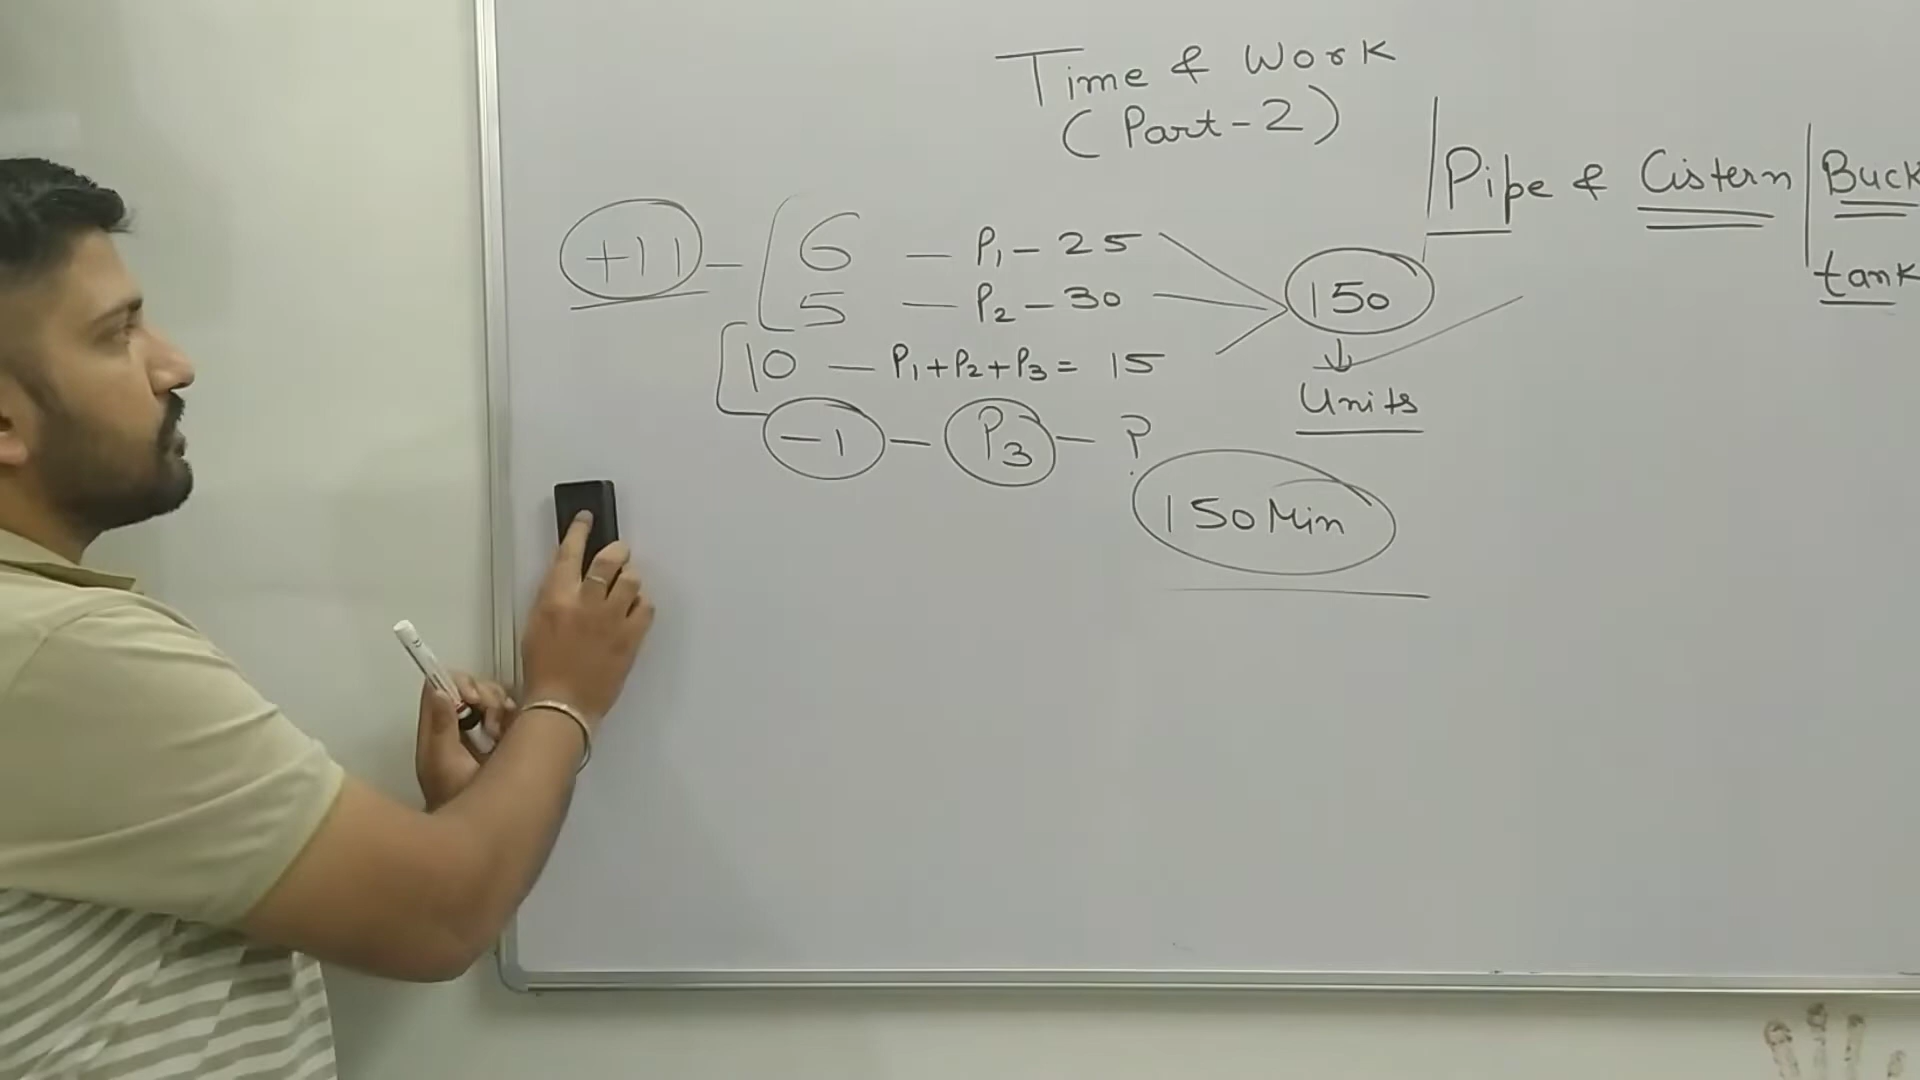 Time & Work
(Part-2)
Pipe & Cistern
tank
+11 - 6 - P₁ - 25
5 - P₂ - 30
150
10 - P₁+P₂+P₃ = 15
Units
-1 - P₃ - ?
150 Min